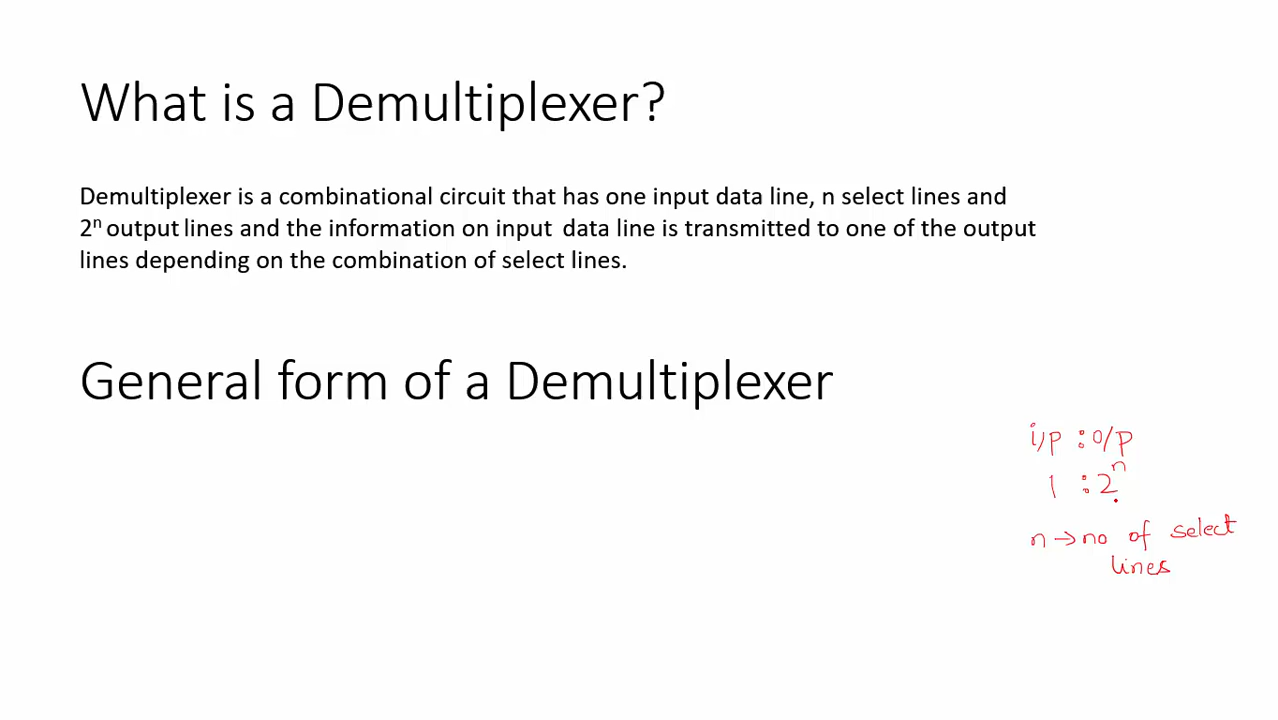 What is a Demultiplexer?
Demultiplexer is a combinational circuit that has one input data line, n select lines and
2ⁿ output lines and the information on input data line is transmitted to one of the output
lines depending on the combination of select lines.
General form of a Demultiplexer
i/p : o/p
1 : 2ⁿ
n → no of select
lines